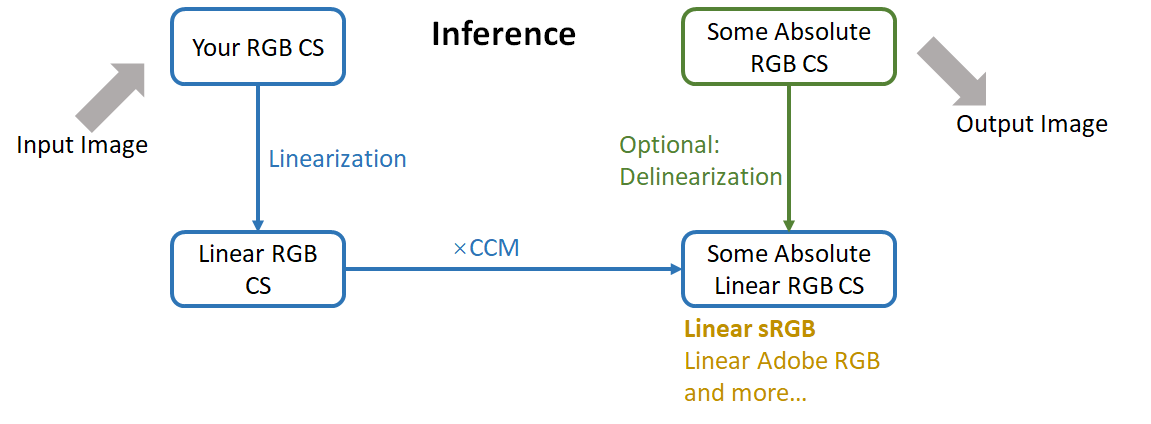 Inference
Your RGB CS
Some Absolute
RGB CS
Input Image
Output Image
Linearization
Optional:
Delinearization
Linear RGB
CS
×CCM
Some Absolute
Linear RGB CS
Linear sRGB
Linear Adobe RGB
and more...